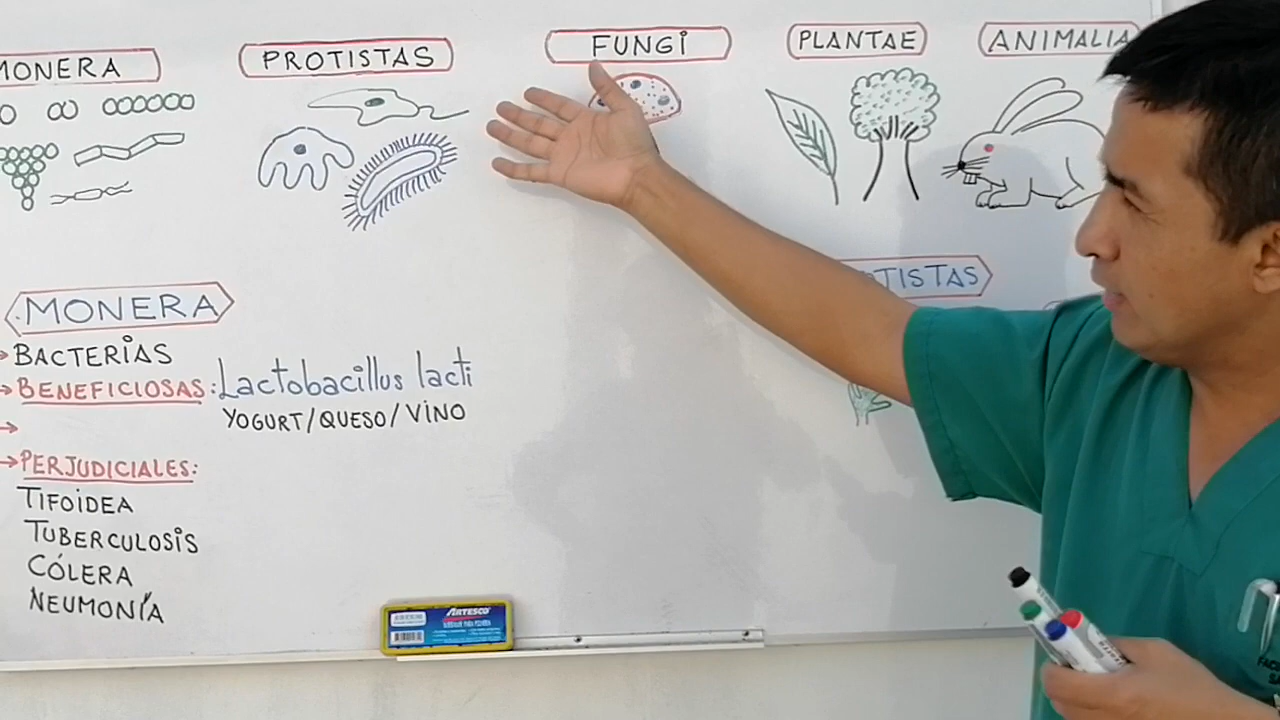 MONERA
PROTISTAS
FUNGI
PLANTAE
ANIMALIA
MONERA
TISTAS
BACTERIAS
BENEFICIOSAS: Lactobacillus lacti
YOGURT/QUESO/VINO
PERJUDICIALES:
TIFOIDEA
TUBERCULOSIS
CÓLERA
NEUMONÍA
ARTESCO